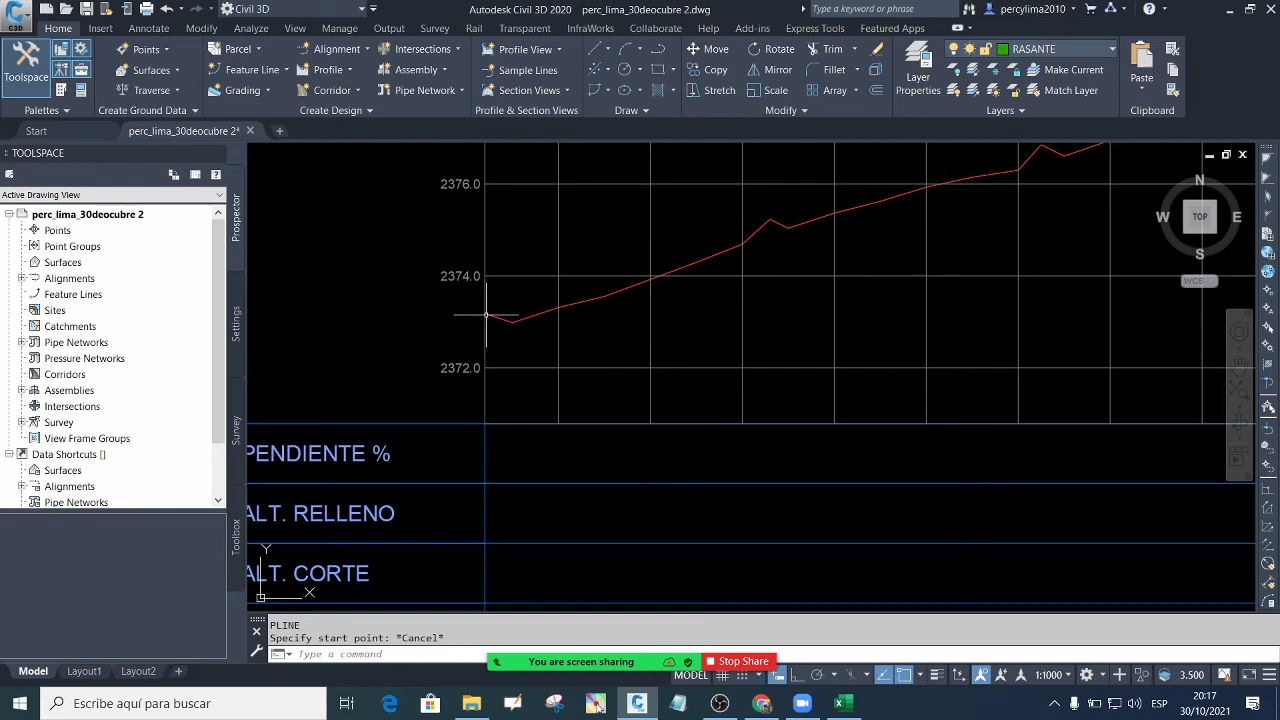 C3D
Civil 3D
Autodesk Civil 3D 2020 perc_lima_30deocubre 2.dwg
Type a keyword or phrase
percylima2010
Home Insert Annotate Modify Analyze View Manage Output Survey Rail Transparent InfraWorks Collaborate Help Add-ins Express Tools Featured Apps
Toolspace
Points
Surfaces
Traverse
Parcel
Feature Line
Grading
Alignment
Profile
Corridor
Intersections
Assembly
Pipe Network
Profile View
Sample Lines
Section Views
Move
Copy
Stretch
Rotate
Mirror
Scale
Trim
Fillet
Array
Layer
Properties
RASANTE
Make Current
Match Layer
Paste
Palettes Create Ground Data Create Design Profile & Section Views Draw Modify Layers Clipboard
Start perc_lima_30deocubre 2*
TOOLSPACE
Active Drawing View
perc_lima_30deocubre 2
Points
Point Groups
Surfaces
Alignments
Feature Lines
Sites
Catchments
Pipe Networks
Pressure Networks
Corridors
Assemblies
Intersections
Survey
View Frame Groups
Data Shortcuts []
Surfaces
Alignments
Pipe Networks
Prospector
Settings
Survey
Toolbox
2376.0
2374.0
2372.0
PENDIENTE %
ALT. RELLENO
ALT. CORTE
Y
X
N
W TOP E
S
WCS
PLINE
Specify start point: *Cancel*
Type a command
You are screen sharing Stop Share
Model Layout1 Layout2 +
MODEL 1:1000 3.500
Escribe aquí para buscar
ESP
20:17
30/10/2021